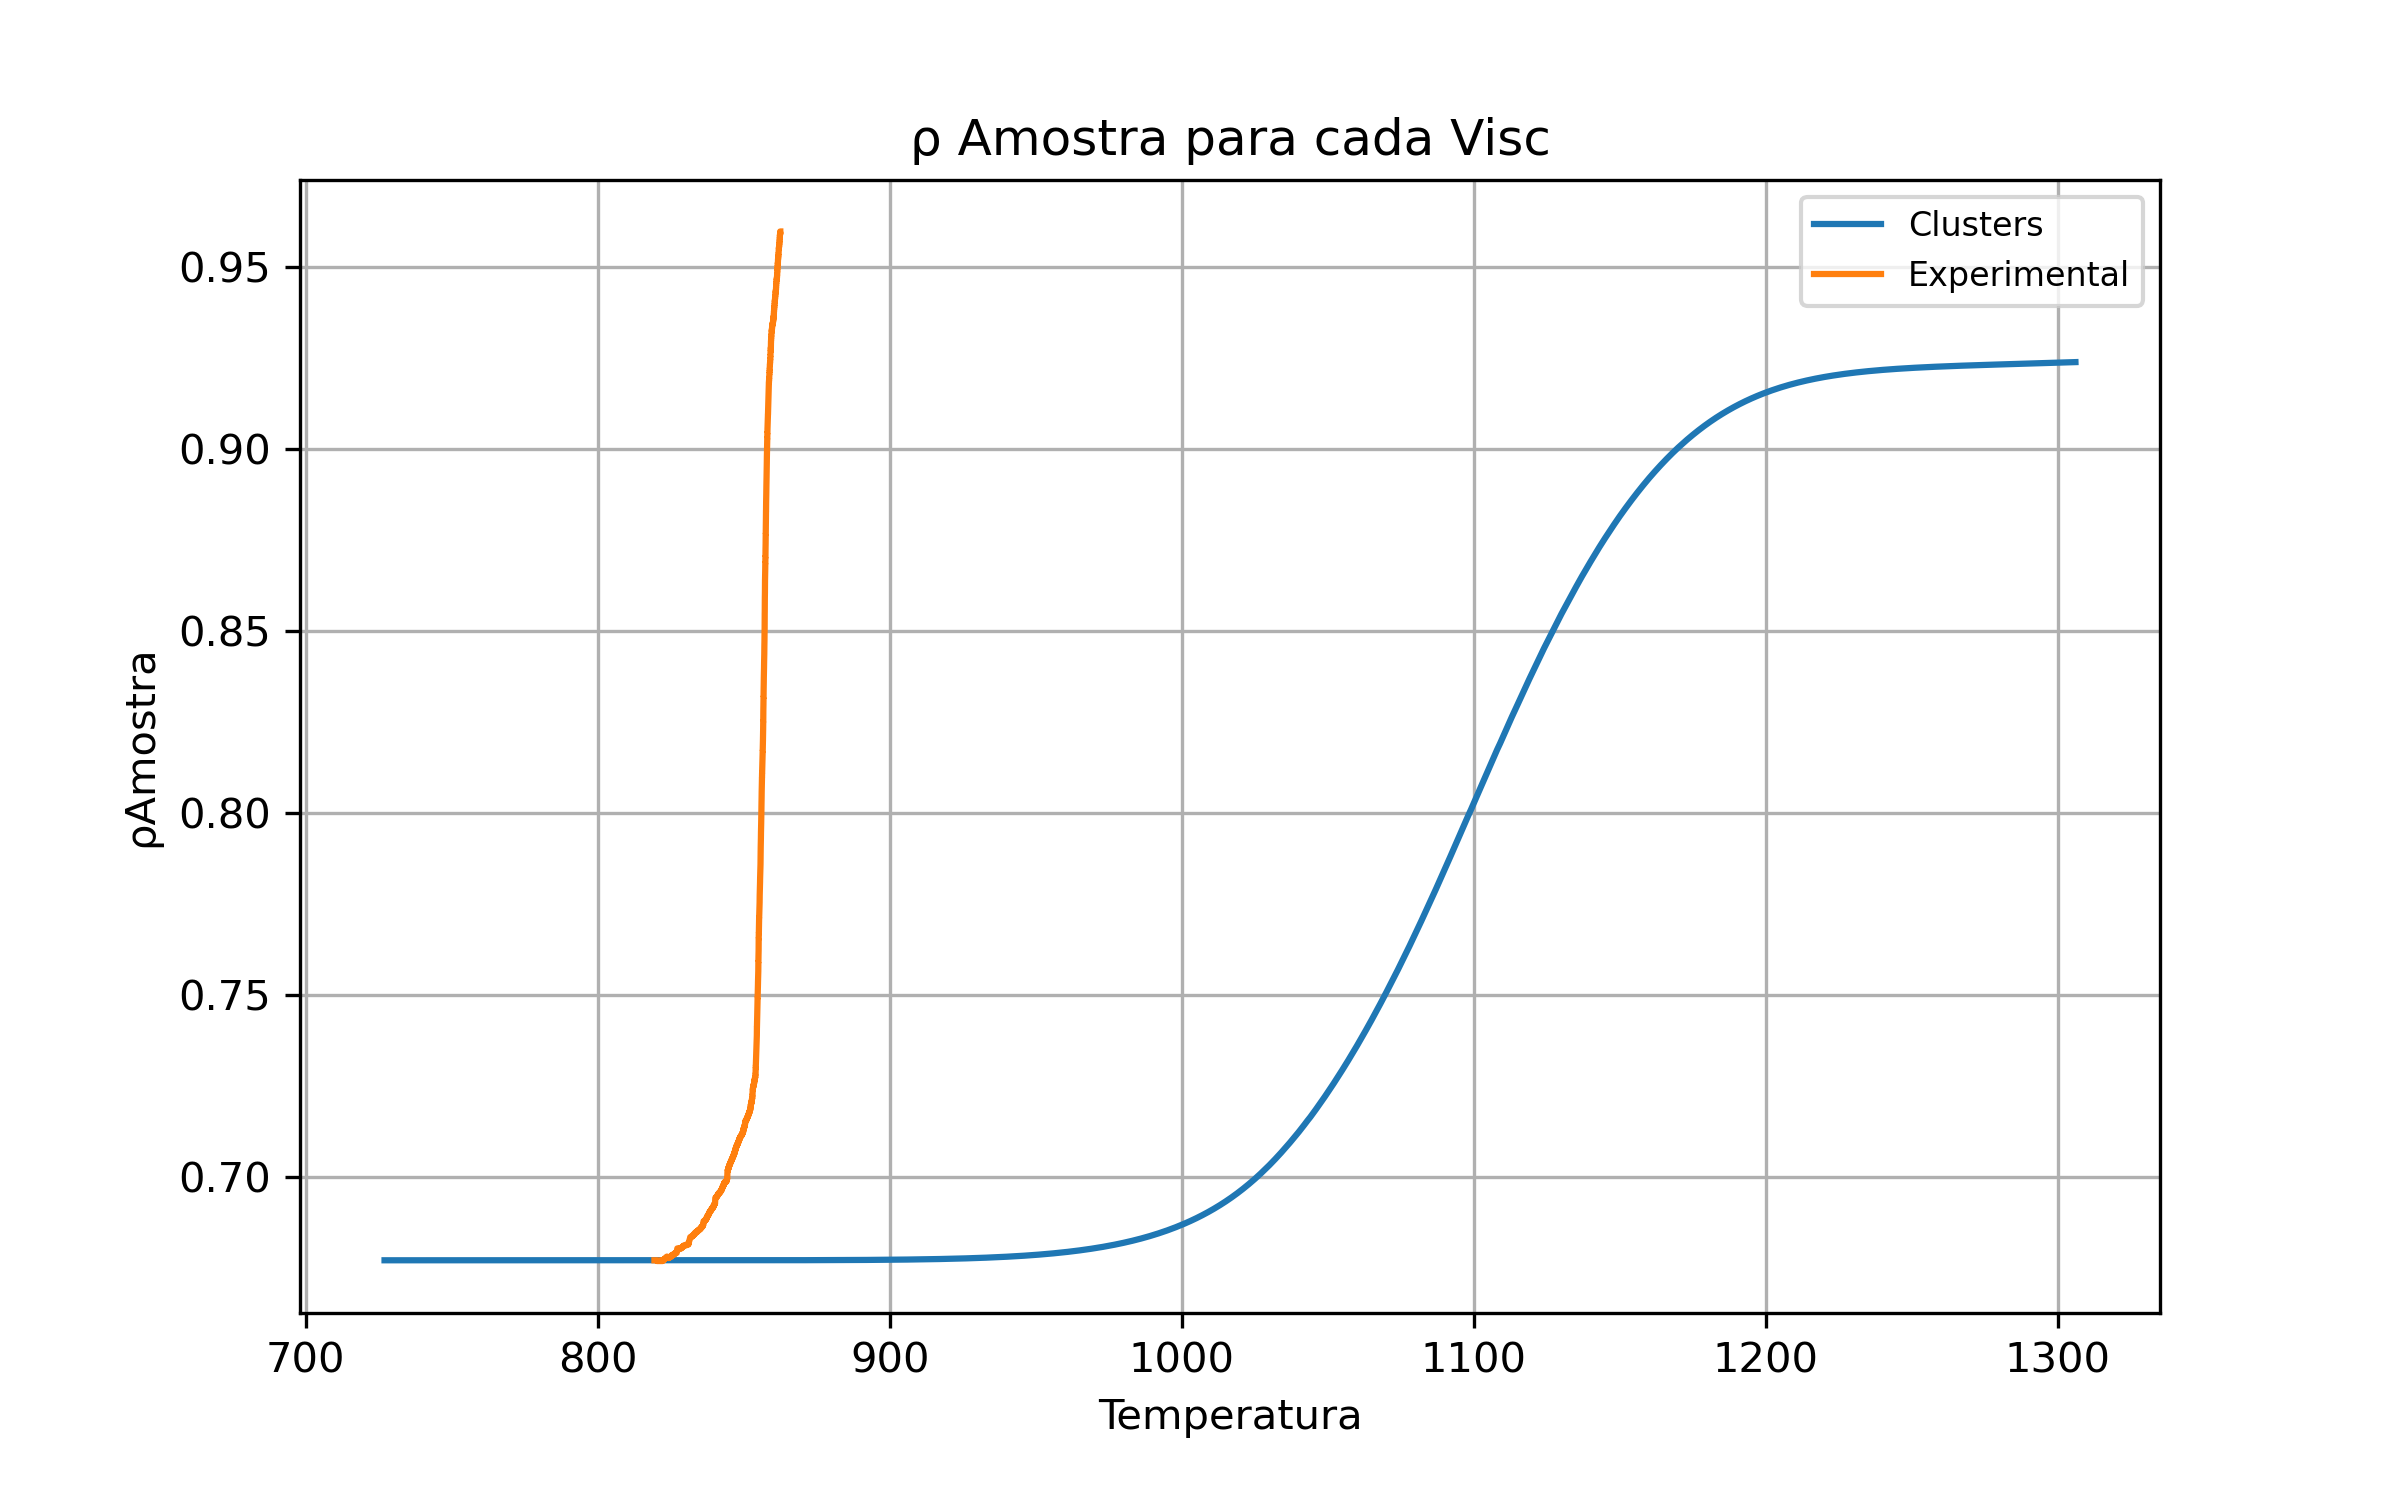 ρ Amostra para cada Visc
Clusters
Experimental
0.95
0.90
0.85
0.80
0.75
0.70
ρAmostra
700 800 900 1000 1100 1200 1300
Temperatura